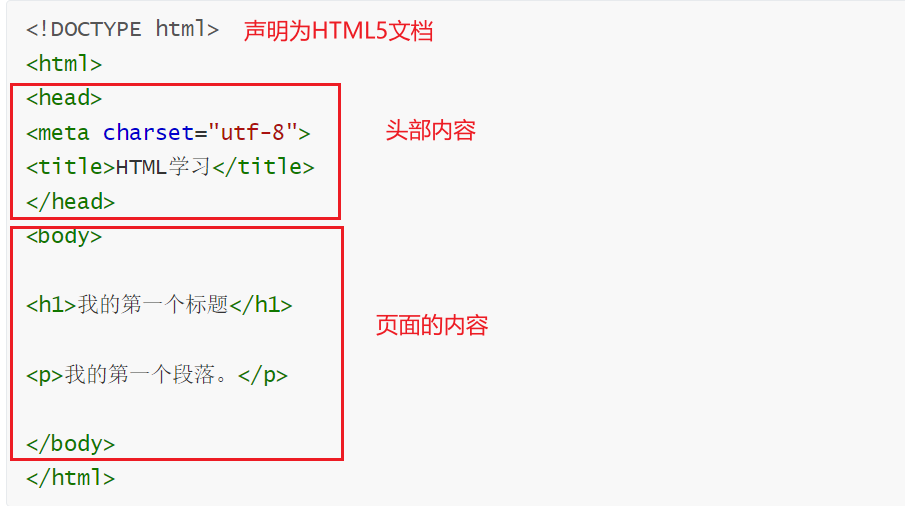 <!DOCTYPE html> 声明为HTML5文档
<html>
<head>
<meta charset="utf-8"> 头部内容
<title>HTML学习</title>
</head>
<body>
<h1>我的第一个标题</h1>
页面的内容
<p>我的第一个段落。</p>
</body>
</html>